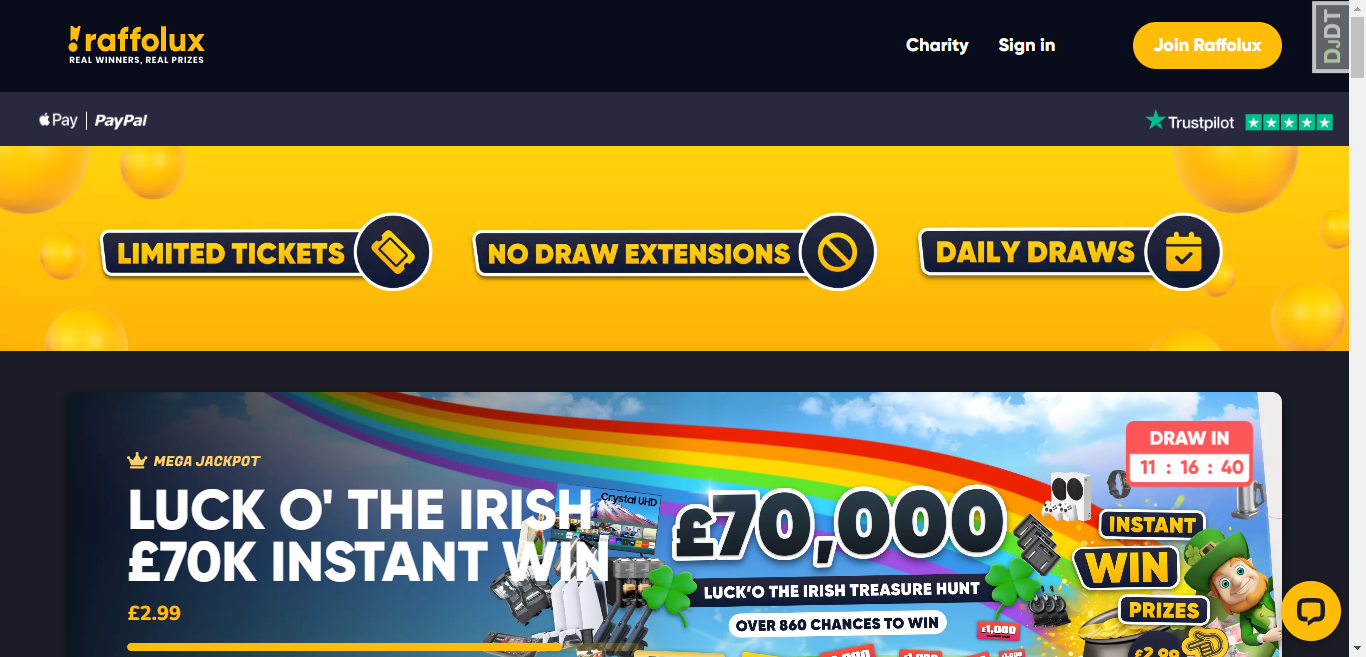 raffolux
REAL WINNERS, REAL PRIZES
Charity
Sign in
Join Raffolux
DJDT
Pay
PayPal
Trustpilot
LIMITED TICKETS
NO DRAW EXTENSIONS
DAILY DRAWS
MEGA JACKPOT
LUCK O' THE IRISH
£70K INSTANT WIN
£2.99
DRAW IN
11 : 16 : 40
Crystal UHD
£70,000
LUCK'O THE IRISH TREASURE HUNT
OVER 860 CHANCES TO WIN
INSTANT
WIN
PRIZES
£1,000
£2.99